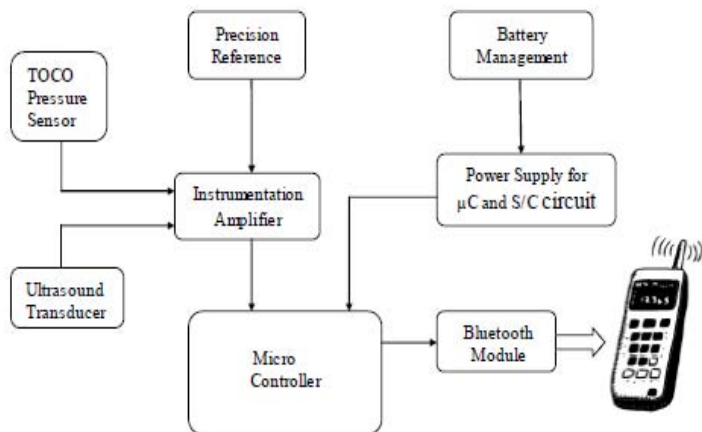 Precision
Reference
Battery
Management
TOCO
Pressure
Sensor
Instrumentation
Amplifier
Power Supply for
μC and S/C circuit
Ultrasound
Transducer
Micro
Controller
Bluetooth
Module